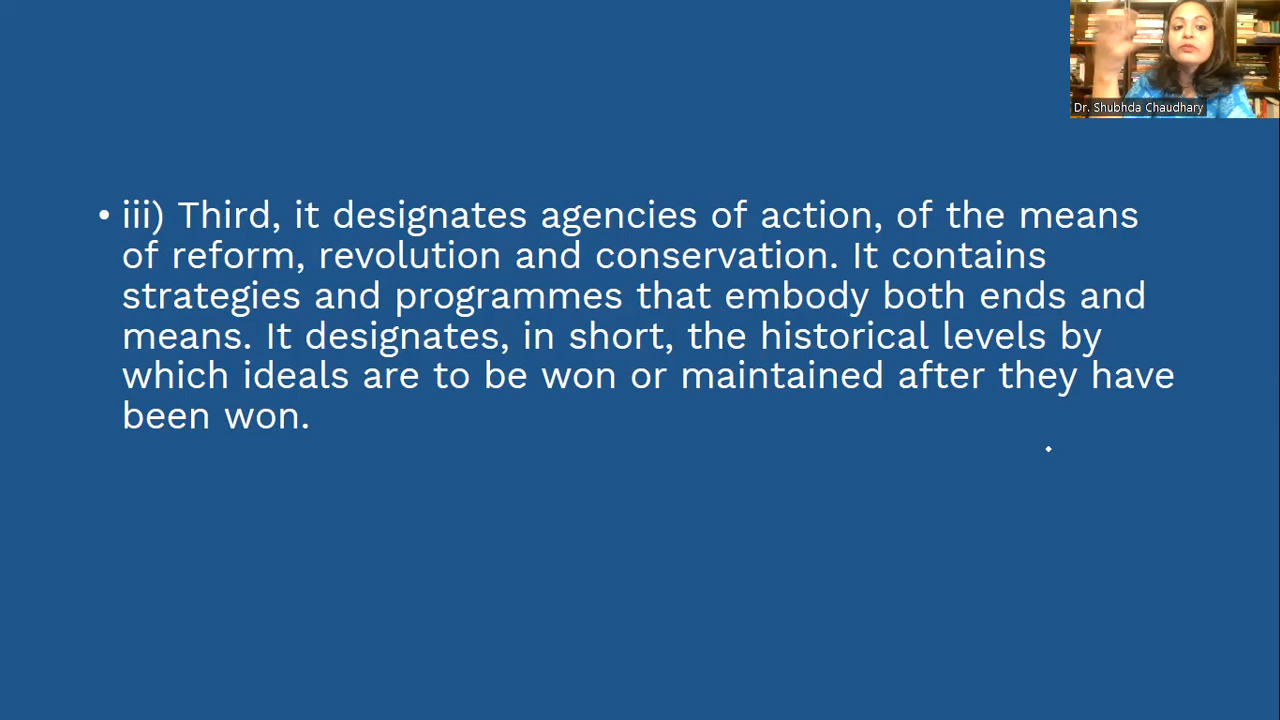 Dr. Shubhda Chaudhary
• iii) Third, it designates agencies of action, of the means
of reform, revolution and conservation. It contains
strategies and programmes that embody both ends and
means. It designates, in short, the historical levels by
which ideals are to be won or maintained after they have
been won.